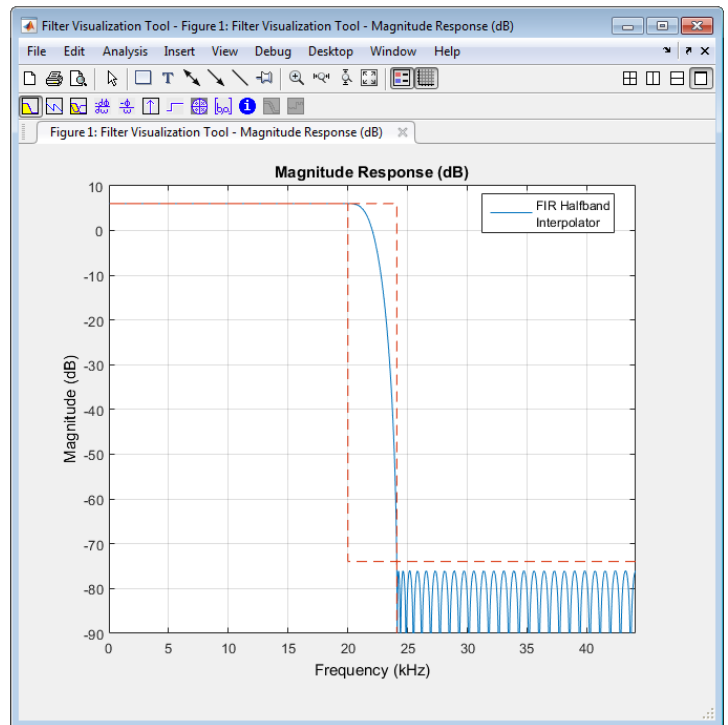 Filter Visualization Tool - Figure 1: Filter Visualization Tool - Magnitude Response (dB)
File Edit Analysis Insert View Debug Desktop Window Help
T
Figure 1: Filter Visualization Tool - Magnitude Response (dB)
Magnitude Response (dB)
FIR Halfband
Interpolator
10
0
-10
-20
-30
-40
-50
-60
-70
-80
-90
Magnitude (dB)
0 5 10 15 20 25 30 35 40
Frequency (kHz)